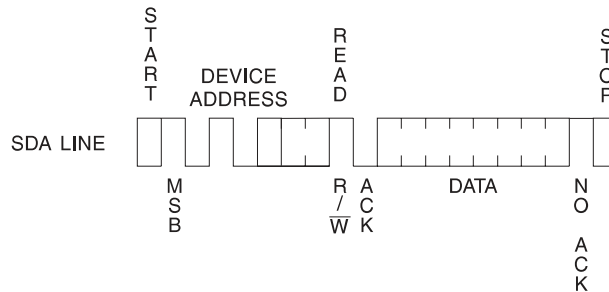 START
DEVICE
ADDRESS
READ
STOP
SDA LINE
MSB
R/W
ACK
DATA
NO ACK